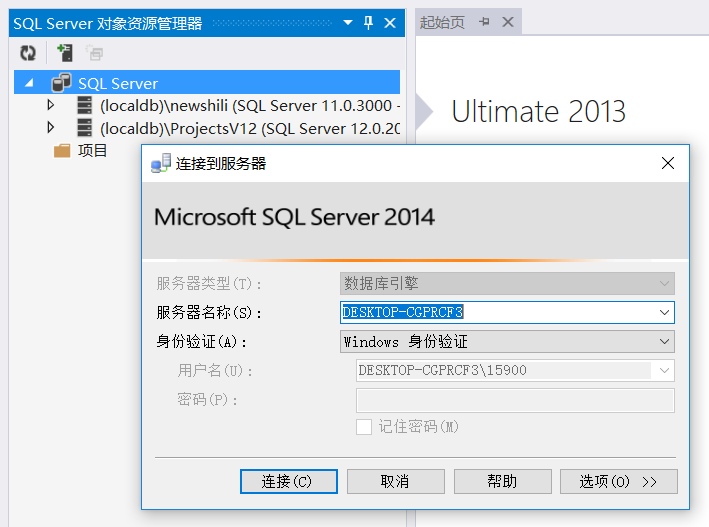 SQL Server 对象资源管理器
起始页
SQL Server
(localdb)\newshili (SQL Server 11.0.3000 -
(localdb)\ProjectsV12 (SQL Server 12.0.20
项目
Ultimate 2013
连接到服务器
Microsoft SQL Server 2014
服务器类型(T): 数据库引擎
服务器名称(S): DESKTOP-CGPRCF3
身份验证(A): Windows 身份验证
用户名(U): DESKTOP-CGPRCF3\15900
密码(P):
记住密码(M)
连接(C) 取消 帮助 选项(O) >>